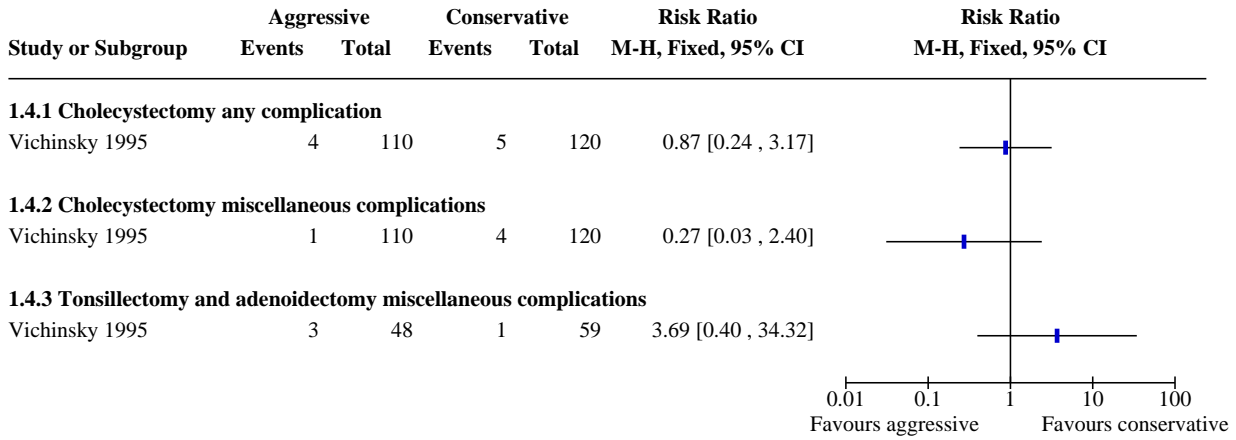 Aggressive Conservative Risk Ratio Risk Ratio
Study or Subgroup Events Total Events Total M-H, Fixed, 95% CI M-H, Fixed, 95% CI
1.4.1 Cholecystectomy any complication
Vichinsky 1995 4 110 5 120 0.87 [0.24 , 3.17]
1.4.2 Cholecystectomy miscellaneous complications
Vichinsky 1995 1 110 4 120 0.27 [0.03 , 2.40]
1.4.3 Tonsillectomy and adenoidectomy miscellaneous complications
Vichinsky 1995 3 48 1 59 3.69 [0.40 , 34.32]
0.01 0.1 1 10 100
Favours aggressive Favours conservative